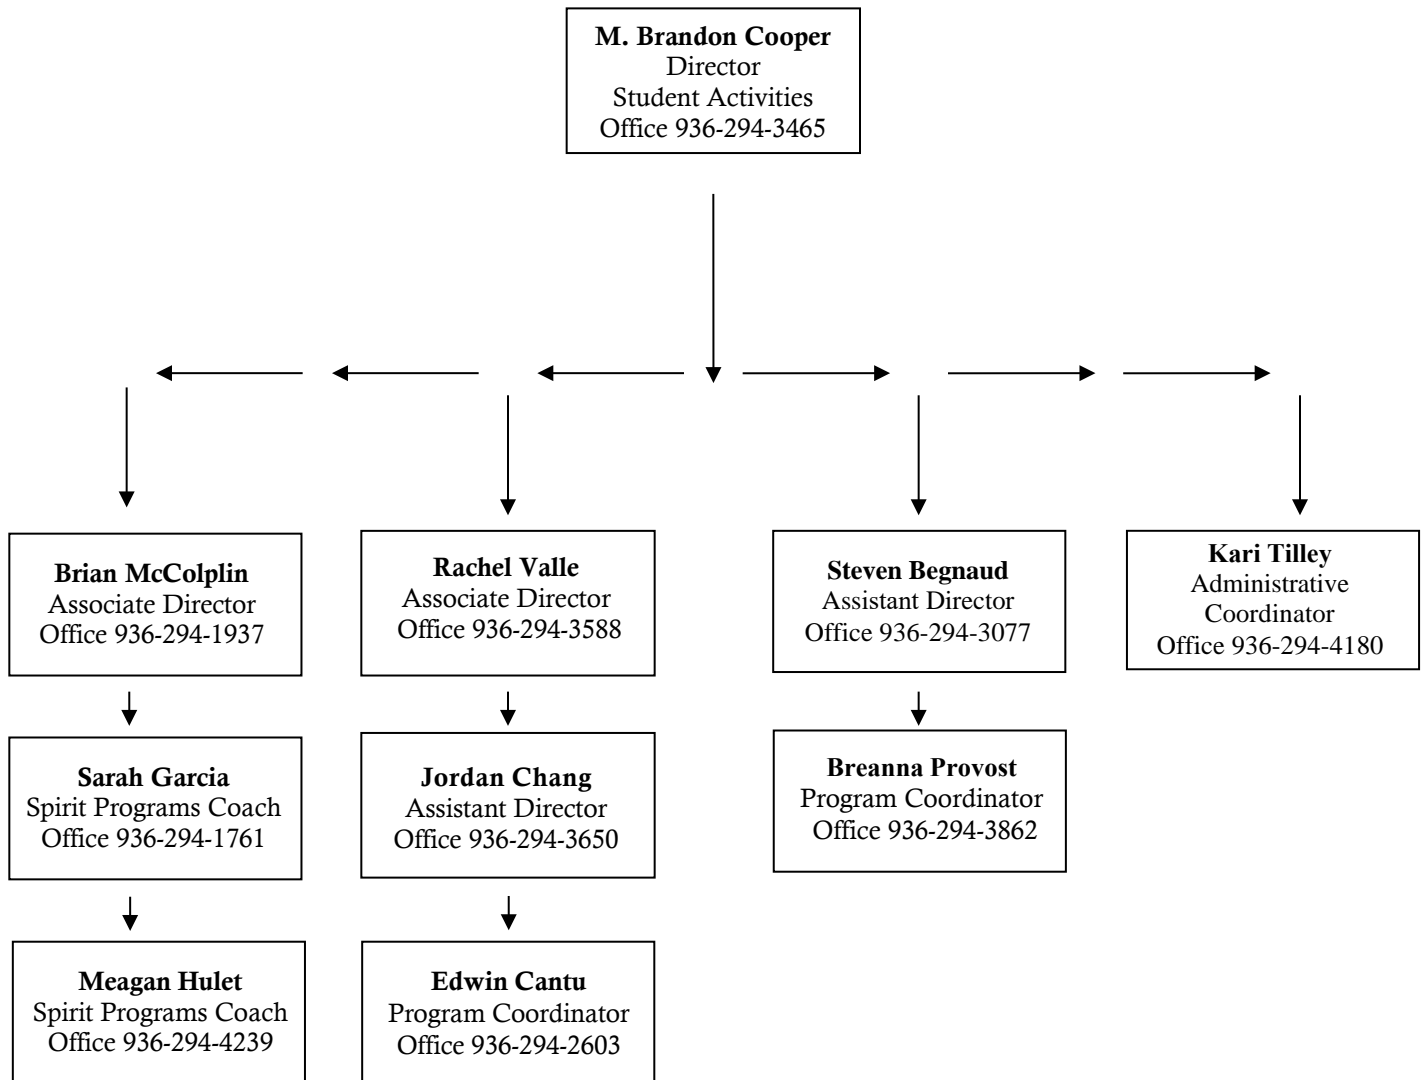 M. Brandon Cooper
Director
Student Activities
Office 936-294-3465
Brian McColplin
Associate Director
Office 936-294-1937
Rachel Valle
Associate Director
Office 936-294-3588
Steven Begnaud
Assistant Director
Office 936-294-3077
Kari Tilley
Administrative
Coordinator
Office 936-294-4180
Sarah Garcia
Spirit Programs Coach
Office 936-294-1761
Jordan Chang
Assistant Director
Office 936-294-3650
Breanna Provost
Program Coordinator
Office 936-294-3862
Meagan Hulet
Spirit Programs Coach
Office 936-294-4239
Edwin Cantu
Program Coordinator
Office 936-294-2603